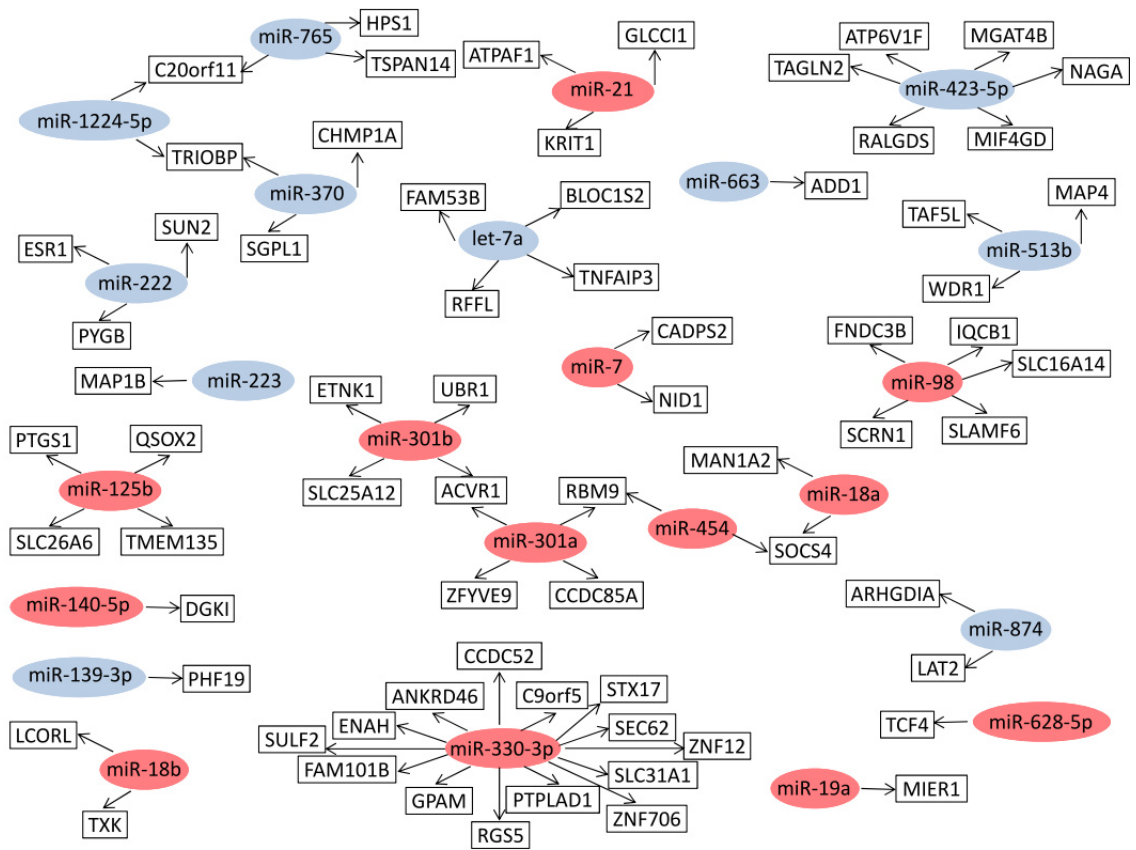 HPS1
miR-765
GLCCI1
ATPAF1
ATP6V1F
MGAT4B
C20orf11
TSPAN14
TAGLN2
NAGA
miR-21
miR-423-5p
miR-1224-5p
CHMP1A
KRIT1
RALGDS
MIF4GD
TRIOBP
miR-370
miR-663
ADD1
FAM53B
BLOC1S2
MAP4
TAF5L
SUN2
ESR1
SGPL1
let-7a
miR-513b
miR-222
TNFAIP3
RFFL
WDR1
PYGB
CADPS2
FNDC3B
IQCB1
MAP1B
miR-223
miR-7
SLC16A14
ETNK1
UBR1
miR-98
NID1
PTGS1
QSOX2
miR-301b
SCRN1
SLAMF6
MAN1A2
miR-125b
SLC25A12
ACVR1
RBM9
miR-18a
SLC26A6
TMEM135
miR-301a
miR-454
SOCS4
ZFYVE9
CCDC85A
ARHGDIA
miR-140-5p
DGKI
miR-874
CCDC52
LAT2
miR-139-3p
PHF19
ANKRD46
C9orf5
STX17
TCF4
miR-628-5p
LCORL
ENAH
SEC62
SULF2
miR-330-3p
ZNF12
miR-18b
FAM101B
SLC31A1
miR-19a
MIER1
GPAM
PTPLAD1
ZNF706
TXK
RGS5